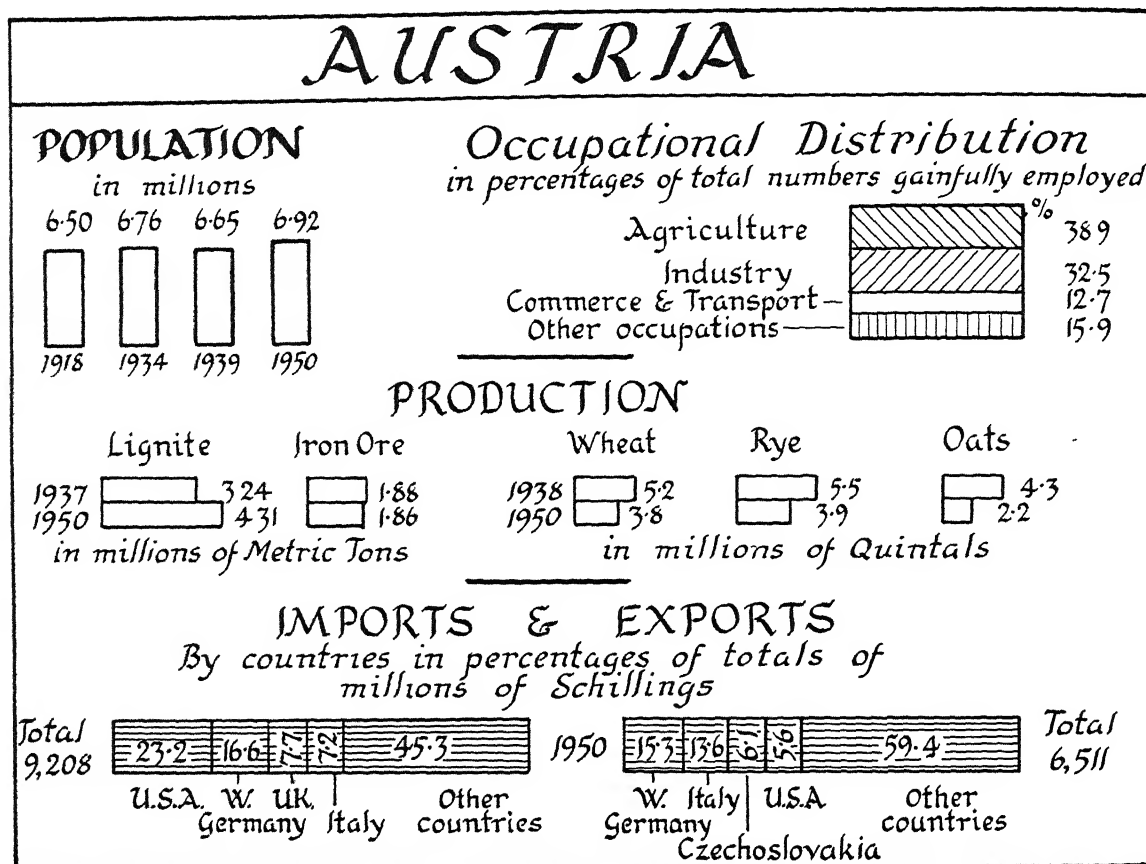 AUSTRIA
POPULATION
in millions
6·50 6·76 6·65 6·92
1918 1934 1939 1950
Occupational Distribution
in percentages of total numbers gainfully employed
%
Agriculture 38 9
Industry 32·5
Commerce & Transport 12·7
Other occupations 15·9
PRODUCTION
Lignite Iron Ore Wheat Rye Oats
1937 3 24 1·88 1938 5·2 5·5 4·3
1950 4 31 1·86 1950 3·8 3·9 2·2
in millions of Metric Tons in millions of Quintals
IMPORTS & EXPORTS
By countries in percentages of totals of
millions of Schillings
Total
9,208
23·2 16·6 7·7 7·2 45·3
U.S.A. W. Germany UK. Italy Other countries
1950
15·3 13·6 6·1 5·6 59·4
W. Germany Italy Czechoslovakia U.S.A Other countries
Total
6,511